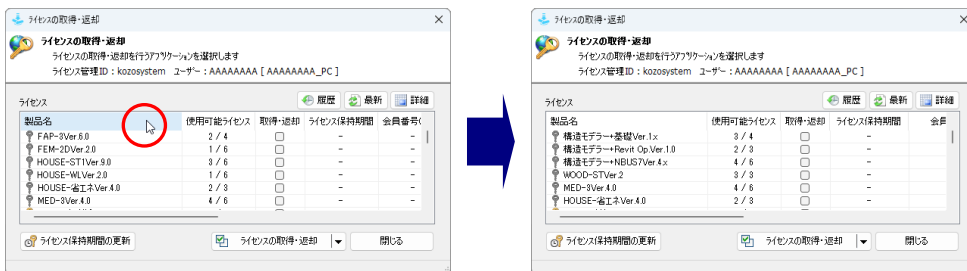 ライセンスの取得・返却
ライセンスの取得・返却
ライセンスの取得・返却を行うアプリケーションを選択します
ライセンス管理ID：kozosystem ユーザー：AAAAAAAA [ AAAAAAAA_PC ]
ライセンス
履歴 最新 詳細
製品名 使用可能ライセンス 取得・返却 ライセンス保持期間 会員番号(
FAP-3Ver.6.0 2 / 4 -  -
FEM-2DVer.2.0 1 / 6 - -
HOUSE-ST1Ver.9.0 3 / 6 - -
HOUSE-WLVer.2.0 1 / 6 - -
HOUSE-省エネVer.4.0 2 / 3 - -
MED-3Ver.4.0 4 / 6 - -
ライセンス保持期間の更新 ライセンスの取得・返却 閉じる
ライセンスの取得・返却
ライセンスの取得・返却
ライセンスの取得・返却を行うアプリケーションを選択します
ライセンス管理ID：kozosystem ユーザー：AAAAAAAA [ AAAAAAAA_PC ]
ライセンス
履歴 最新 詳細
製品名 使用可能ライセンス 取得・返却 ライセンス保持期間 会員
構造モデラー+基礎Ver.1.x 3 / 4 -
構造モデラー+Revit Op.Ver.1.0 2 / 3 -
構造モデラー+NBUS7Ver.4.x 4 / 6 -
WOOD-STVer.2 3 / 3 -
MED-3Ver.4.0 4 / 6 -
HOUSE-省エネVer.4.0 2 / 3 -
ライセンス保持期間の更新 ライセンスの取得・返却 閉じる